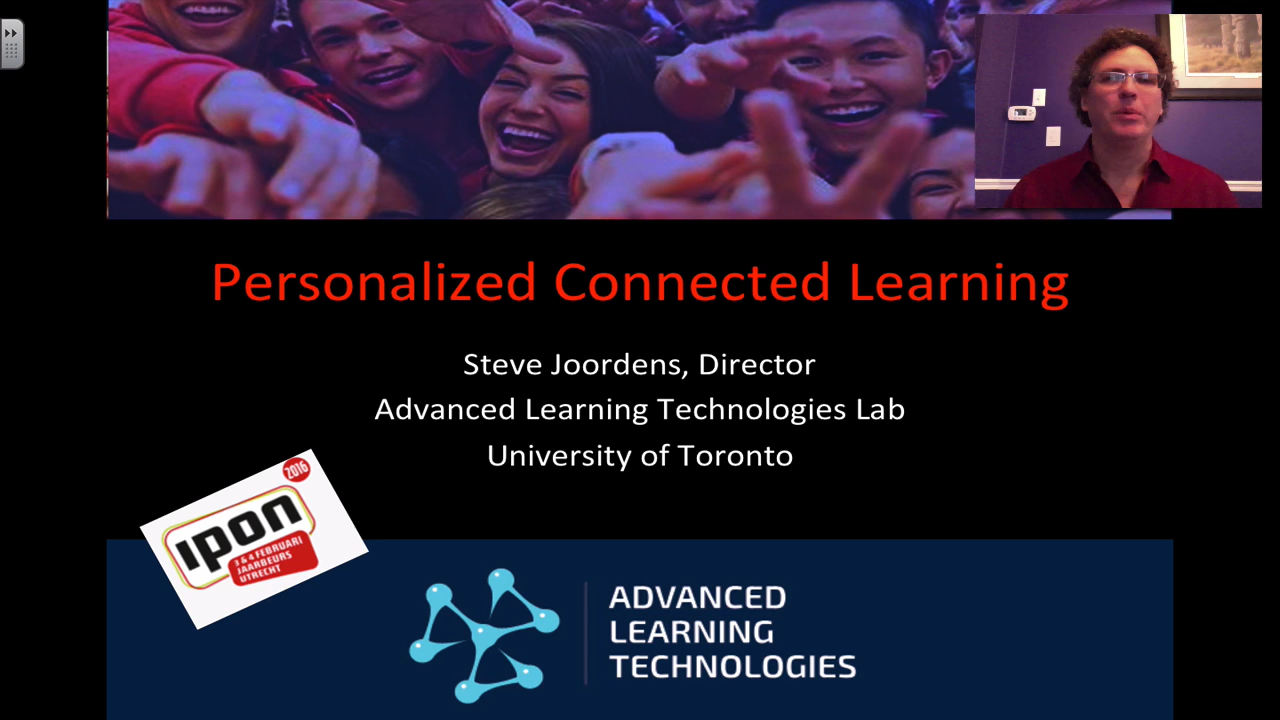 Personalized Connected Learning
Steve Joordens, Director
Advanced Learning Technologies Lab
University of Toronto
2016
ipon
3 & 4 FEBRUARI
JAARBEURS
UTRECHT
ADVANCED
LEARNING
TECHNOLOGIES